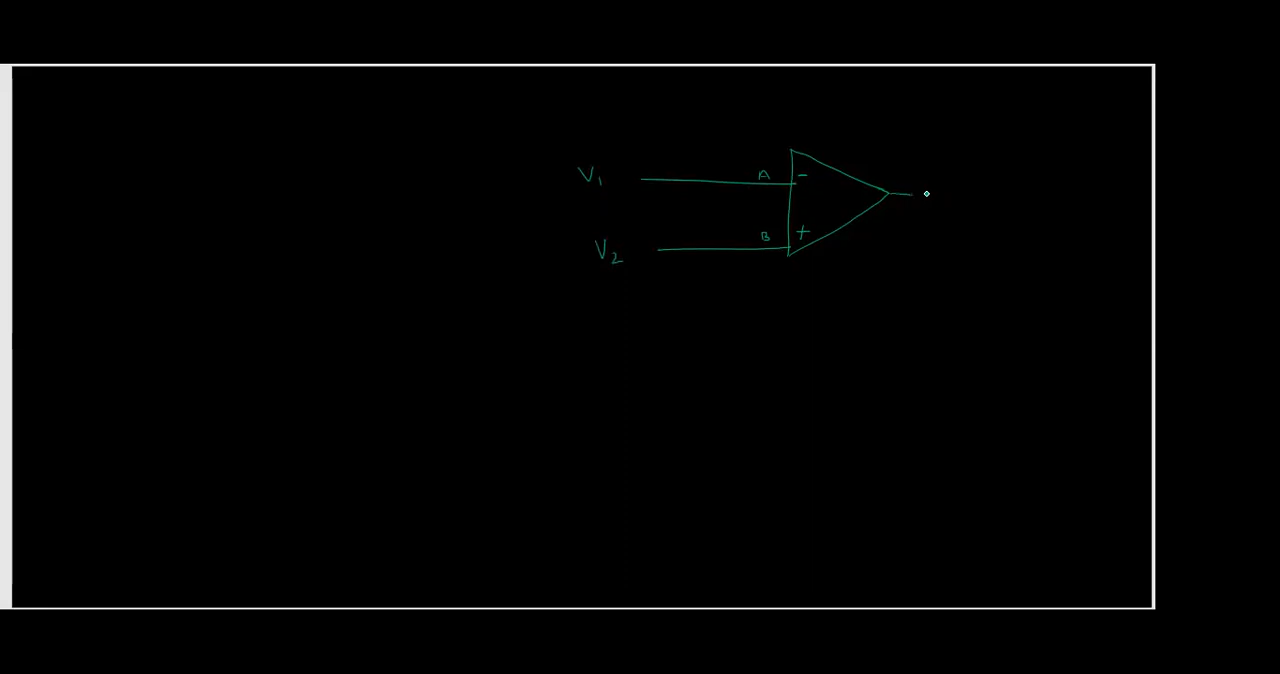 V₁ A -
V₂ B +